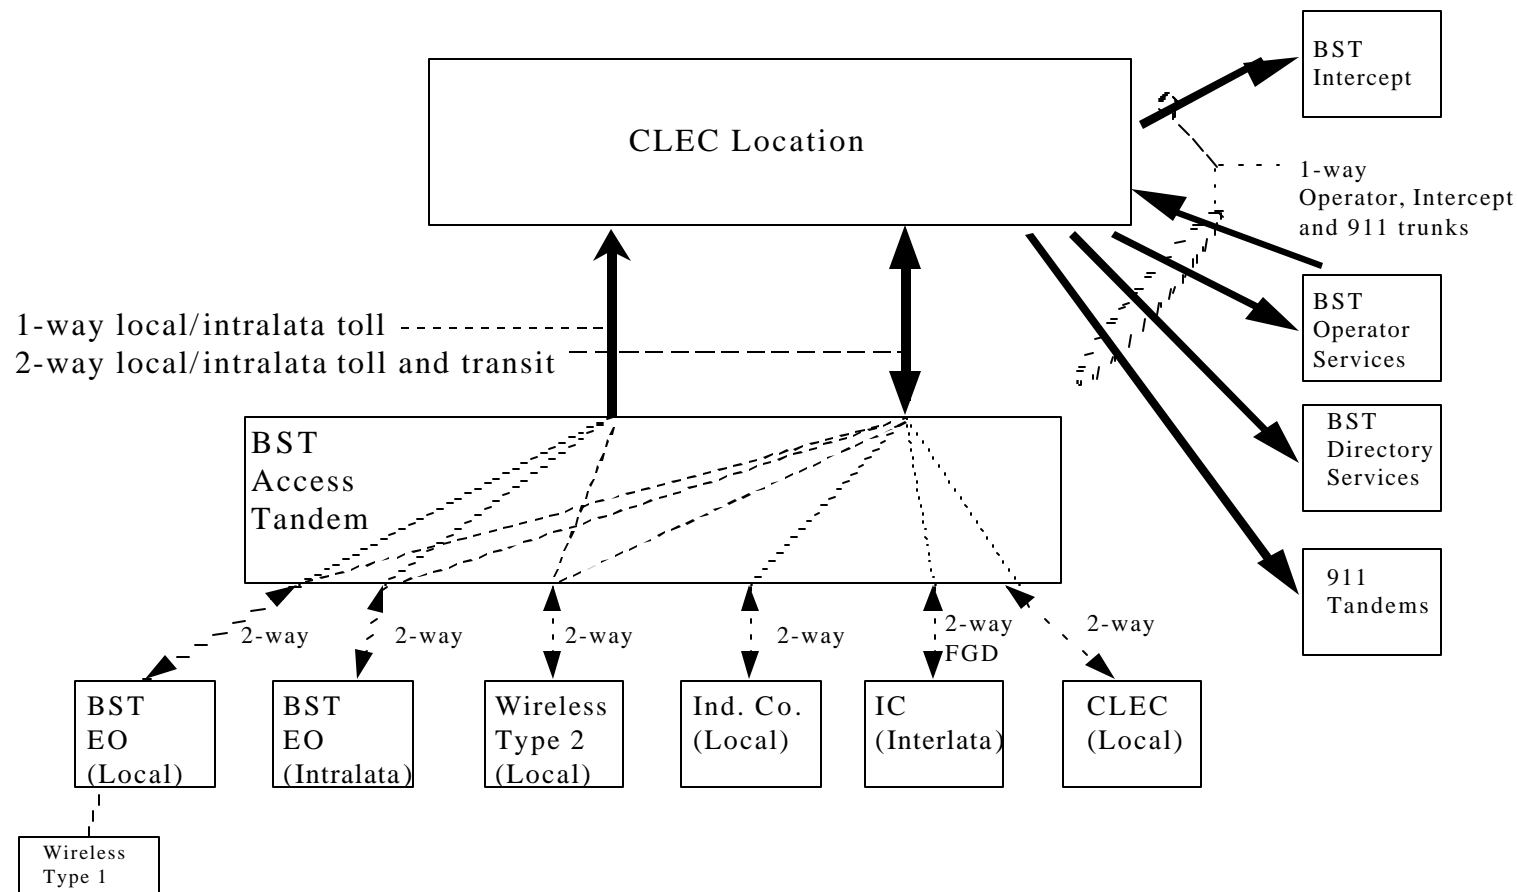 BST
Intercept
CLEC Location
1-way
Operator, Intercept
and 911 trunks
BST
Operator
Services
1-way local/intralata toll
2-way local/intralata toll and transit
BST
Directory
Services
BST
Access
Tandem
911
Tandems
2-way
2-way
2-way
2-way
2-way
FGD
2-way
BST
EO
(Local)
BST
EO
(Intralata)
Wireless
Type 2
(Local)
Ind. Co.
(Local)
IC
(Interlata)
CLEC
(Local)
Wireless
Type 1